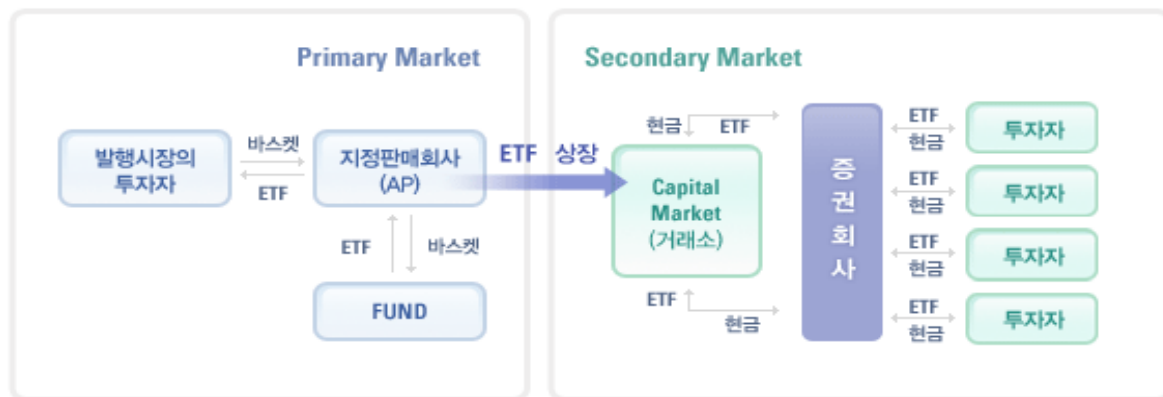 Primary Market
발행시장의
투자자
바스켓
ETF
지정판매회사
(AP)
ETF
바스켓
FUND
ETF 상장
Secondary Market
현금
ETF
Capital
Market
(거래소)
ETF
현금
증
권
회
사
ETF
현금
투자자
ETF
현금
투자자
ETF
현금
투자자
ETF
현금
투자자